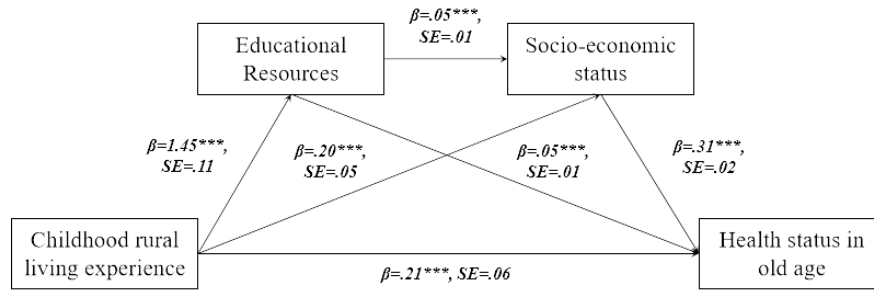 β=.05***,
SE=.01
Educational
Resources
Socio-economic
status
β=1.45***,
SE=.11
β=.20***,
SE=.05
β=.05***,
SE=.01
β=.31***,
SE=.02
Childhood rural
living experience
Health status in
old age
β=.21***, SE=.06